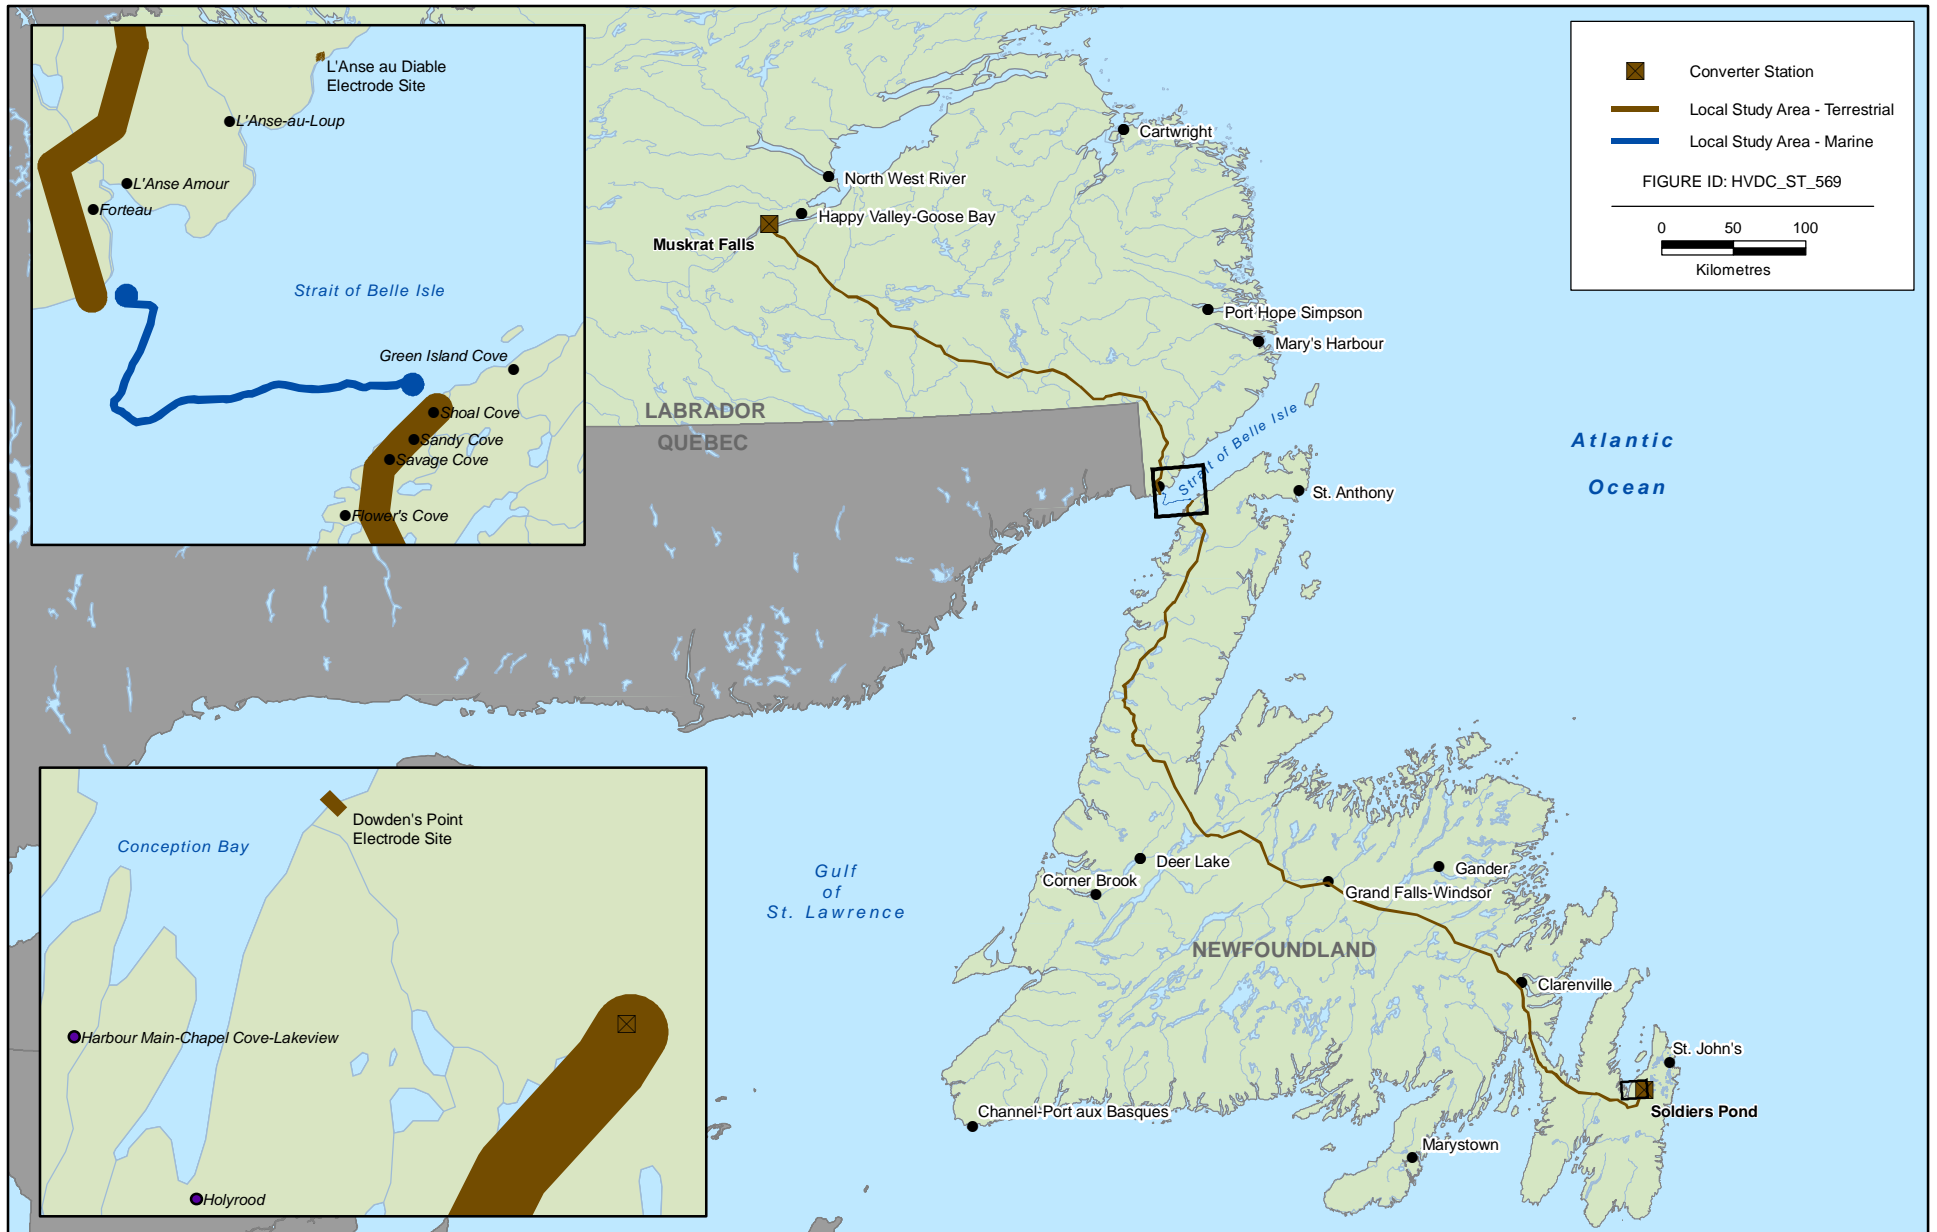 L'Anse au Diable
Electrode Site
L'Anse-au-Loup
L'Anse Amour
Forteau
Strait of Belle Isle
Green Island Cove
Shoal Cove
Sandy Cove
Savage Cove
Flower's Cove
Converter Station
Local Study Area - Terrestrial
Local Study Area - Marine
FIGURE ID: HVDC_ST_569
0 50 100
Kilometres
Cartwright
North West River
Happy Valley-Goose Bay
Muskrat Falls
Port Hope Simpson
Mary's Harbour
LABRADOR
QUEBEC
Strait of Belle Isle
St. Anthony
Atlantic
Ocean
Conception Bay
Dowden's Point
Electrode Site
Harbour Main-Chapel Cove-Lakeview
Holyrood
Gulf
of
St. Lawrence
Deer Lake
Corner Brook
Gander
Grand Falls-Windsor
NEWFOUNDLAND
Clarenville
St. John's
Soldiers Pond
Channel-Port aux Basques
Marystown